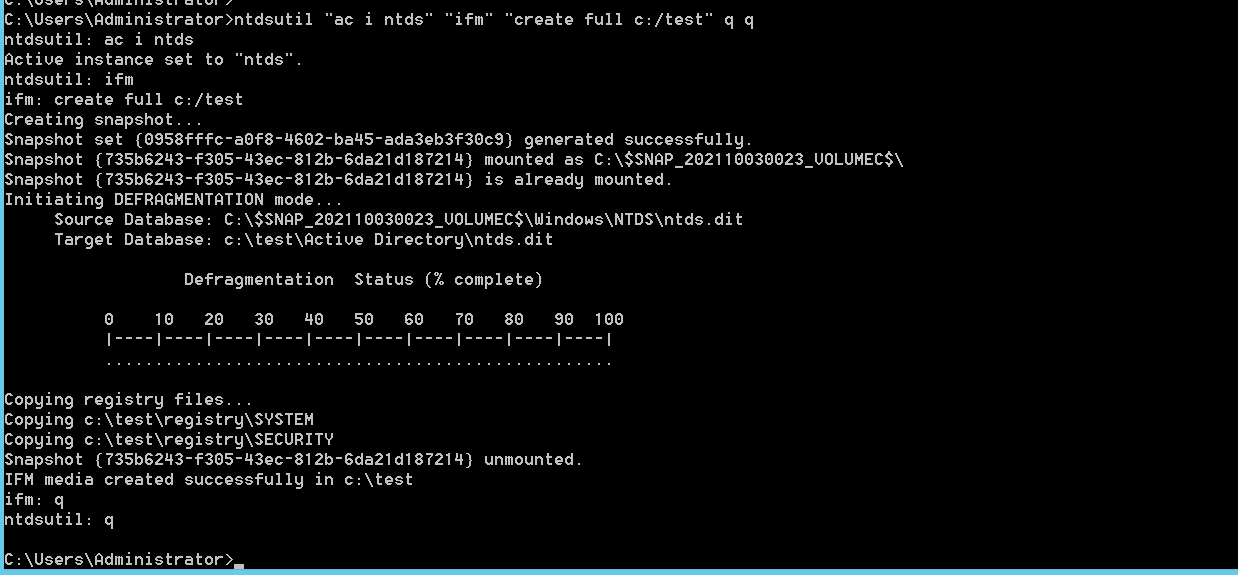 C:\Users\Administrator>
C:\Users\Administrator>ntdsutil "ac i ntds" "ifm" "create full c:/test" q q
ntdsutil: ac i ntds
Active instance set to "ntds".
ntdsutil: ifm
ifm: create full c:/test
Creating snapshot...
Snapshot set {0958fffc-a0f8-4602-ba45-ada3eb3f30c9} generated successfully.
Snapshot {735b6243-f305-43ec-812b-6da21d187214} mounted as C:\$SNAP_202110030023_VOLUMEC$\
Snapshot {735b6243-f305-43ec-812b-6da21d187214} is already mounted.
Initiating DEFRAGMENTATION mode...
     Source Database: C:\$SNAP_202110030023_VOLUMEC$\Windows\NTDS\ntds.dit
     Target Database: c:\test\Active Directory\ntds.dit
                  Defragmentation  Status (% complete)
          0    10   20   30   40   50   60   70   80   90  100
          |----|----|----|----|----|----|----|----|----|----|
          ...................................................
Copying registry files...
Copying c:\test\registry\SYSTEM
Copying c:\test\registry\SECURITY
Snapshot {735b6243-f305-43ec-812b-6da21d187214} unmounted.
IFM media created successfully in c:\test
ifm: q
ntdsutil: q
C:\Users\Administrator>_